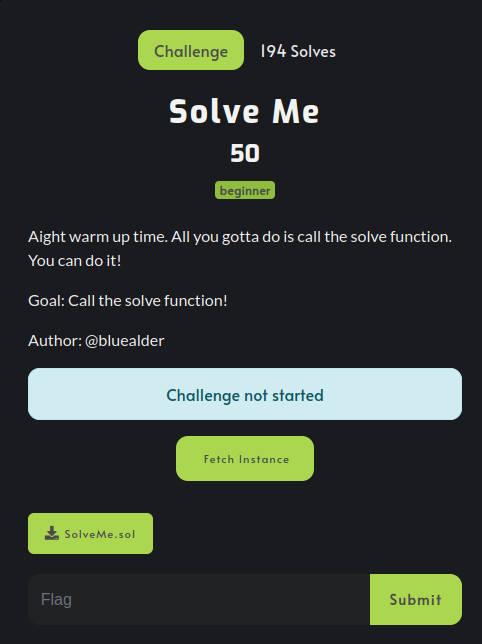 Challenge
194 Solves
Solve Me
50
beginner
Aight warm up time. All you gotta do is call the solve function.
You can do it!
Goal: Call the solve function!
Author: @bluealder
Challenge not started
Fetch Instance
SolveMe.sol
Flag
Submit